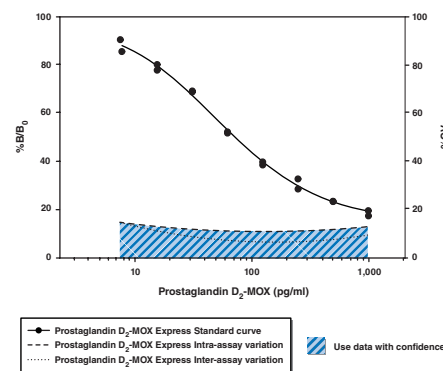 100
80
60
40
20
0
%B/B₀
100
80
60
40
20
0
%CV
10
100
1,000
Prostaglandin D₂-MOX (pg/ml)
Prostaglandin D₂-MOX Express Standard curve
Prostaglandin D₂-MOX Express Intra-assay variation
Prostaglandin D₂-MOX Express Inter-assay variation
Use data with confidence